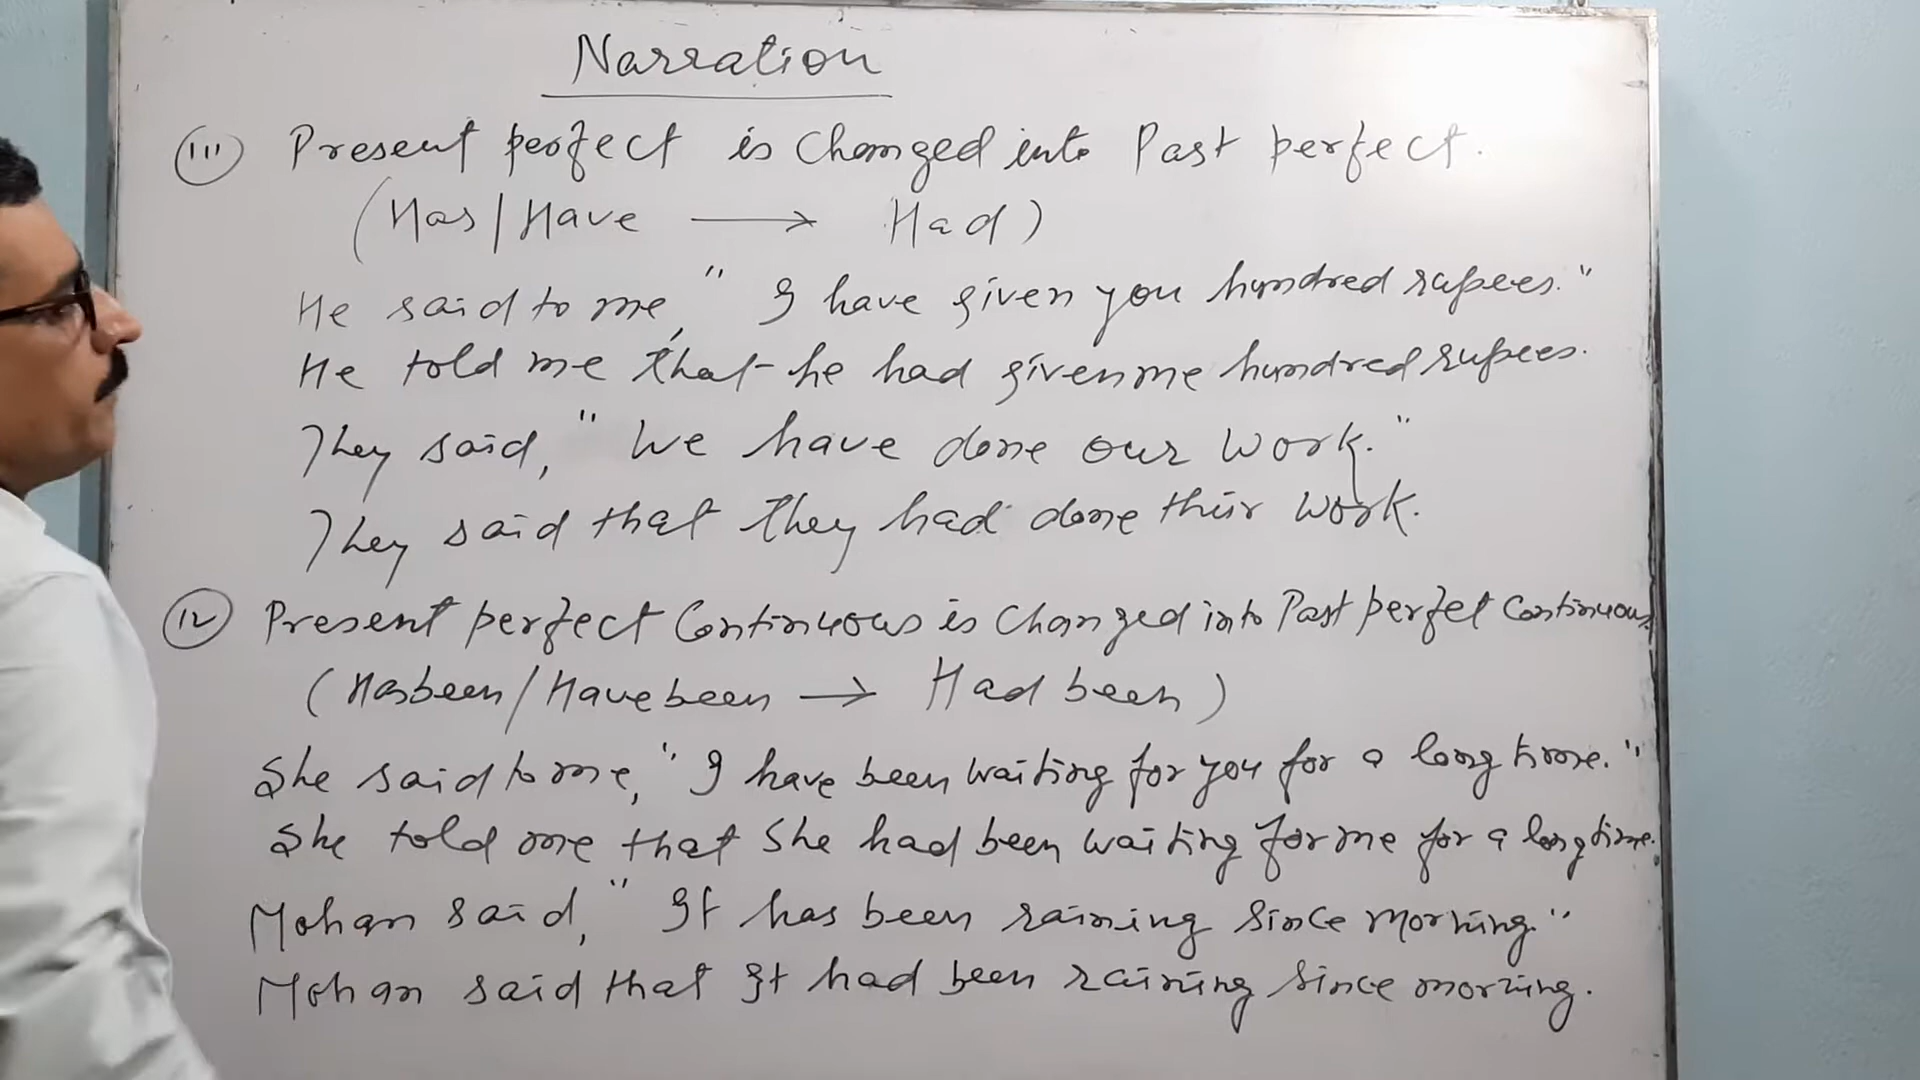 Narration
(iii) Present perfect is changed into Past perfect.
(Has/Have → Had)
He said to me, "I have given you hundred rupees."
He told me that he had given me hundred rupees.
They said, "We have done our work."
They said that they had done their work.
(iv) Present perfect Continuous is changed into Past perfet Continuous.
(Has been/Have been → Had been)
She said to me, "I have been waiting for you for a long time."
She told me that she had been waiting for me for a long time.
Mohan said, "It has been raining since morning."
Mohan said that It had been raining since morning.